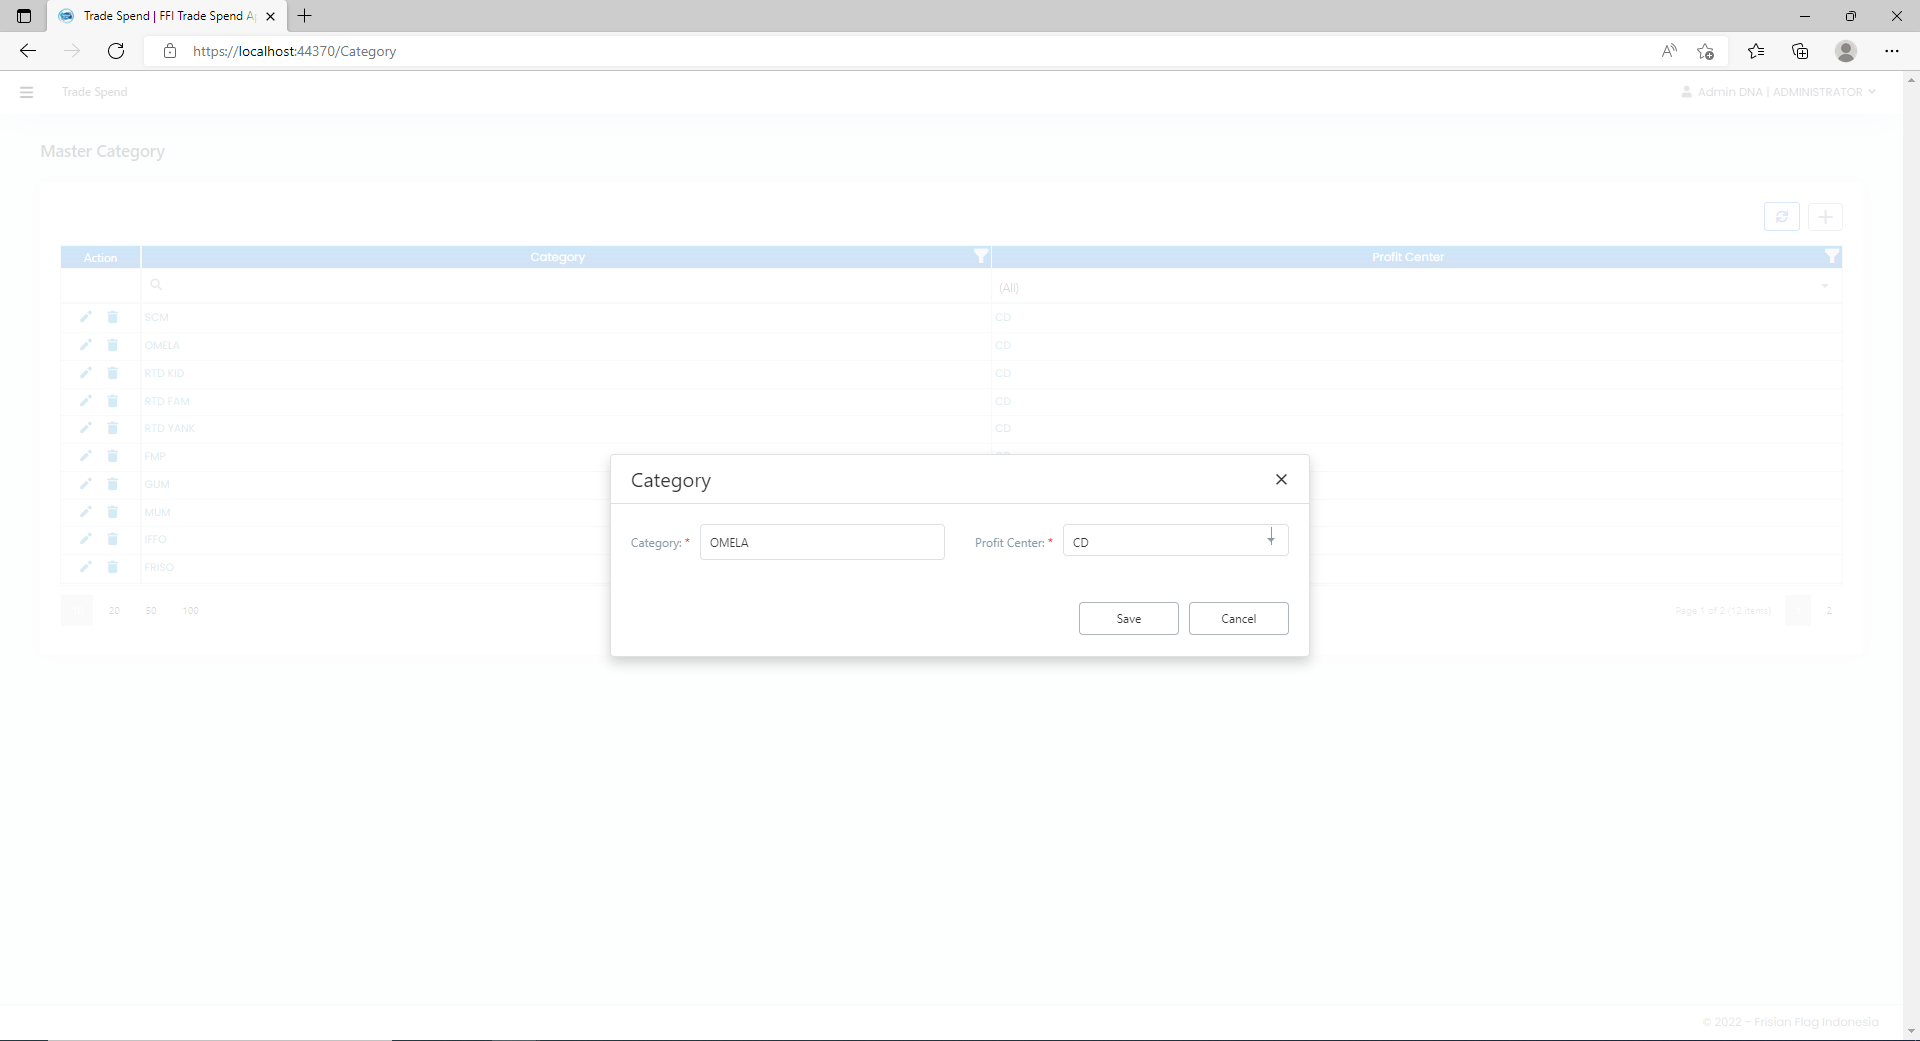 Trade Spend | FFI Trade Spend A
https://localhost:44370/Category
Trade Spend
Admin DNA | ADMINISTRATOR
Master Category
Action Category Profit Center
(All)
SCM CD
OMELA CD
RTD KID CD
RTD FAM CD
RTD YANK CD
FMP
GUM
MUM
IFFO
FRISO
Category
Category: * OMELA Profit Center: * CD
Save Cancel
20 50 100 Page 1 of 2 (12 items) 2
© 2022 - Frisian Flag Indonesia